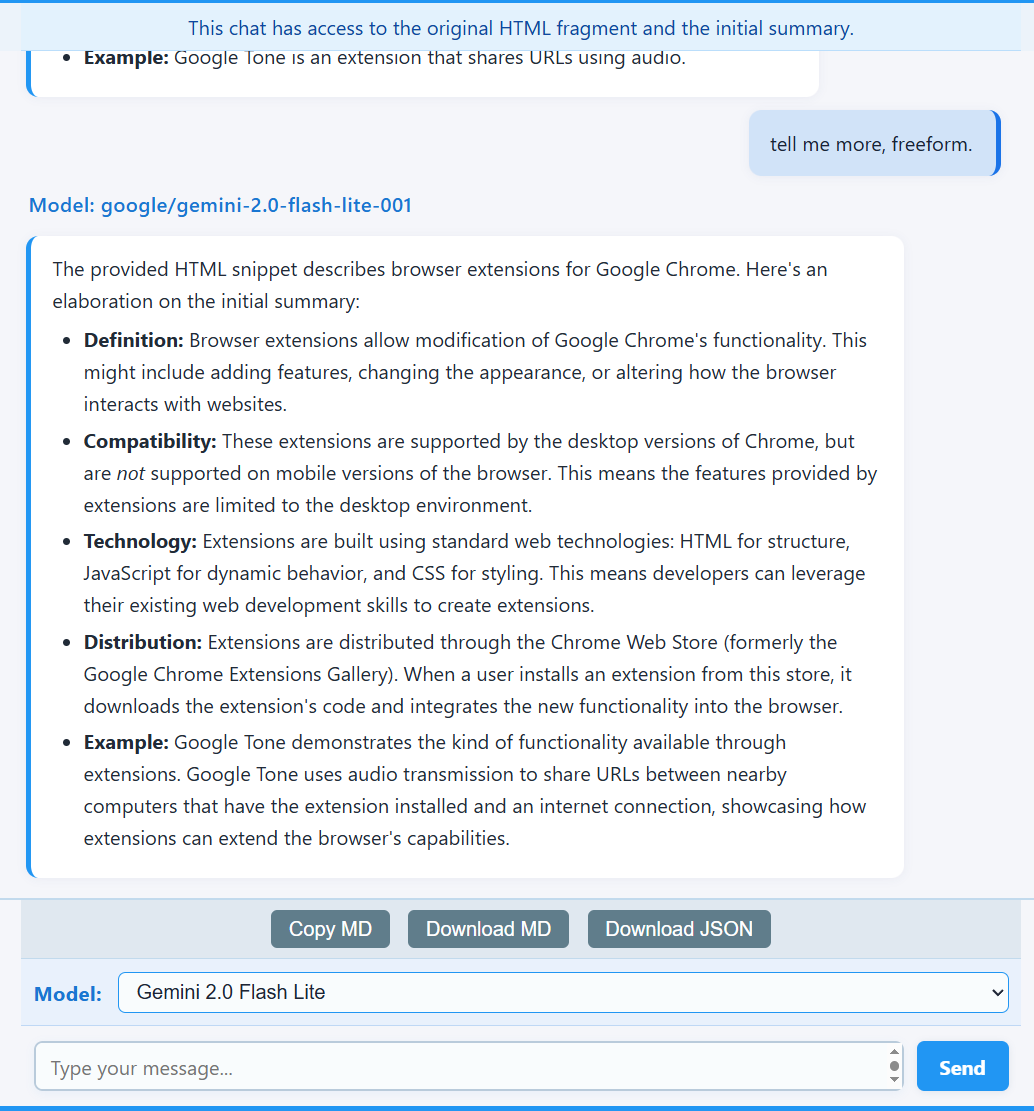 This chat has access to the original HTML fragment and the initial summary.
• Example: Google Tone is an extension that shares URLs using audio.
tell me more, freeform.
Model: google/gemini-2.0-flash-lite-001
The provided HTML snippet describes browser extensions for Google Chrome. Here's an
elaboration on the initial summary:
• Definition: Browser extensions allow modification of Google Chrome's functionality. This
might include adding features, changing the appearance, or altering how the browser
interacts with websites.
• Compatibility: These extensions are supported by the desktop versions of Chrome, but
are not supported on mobile versions of the browser. This means the features provided by
extensions are limited to the desktop environment.
• Technology: Extensions are built using standard web technologies: HTML for structure,
JavaScript for dynamic behavior, and CSS for styling. This means developers can leverage
their existing web development skills to create extensions.
• Distribution: Extensions are distributed through the Chrome Web Store (formerly the
Google Chrome Extensions Gallery). When a user installs an extension from this store, it
downloads the extension's code and integrates the new functionality into the browser.
• Example: Google Tone demonstrates the kind of functionality available through
extensions. Google Tone uses audio transmission to share URLs between nearby
computers that have the extension installed and an internet connection, showcasing how
extensions can extend the browser's capabilities.
Copy MD Download MD Download JSON
Model: Gemini 2.0 Flash Lite
Type your message... Send